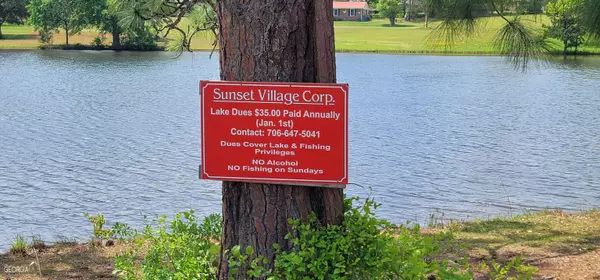 Sunset Village Corp.
Lake Dues $35.00 Paid Annually
(Jan. 1st)
Contact: 706-647-5041
Dues Cover Lake & Fishing
Privileges
NO Alcohol
NO Fishing on Sundays
GEORGIA